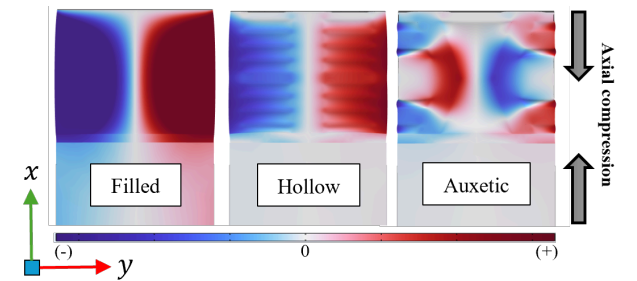 Axial compression
Filled
Hollow
Auxetic
x
(-)
0
(+)
y